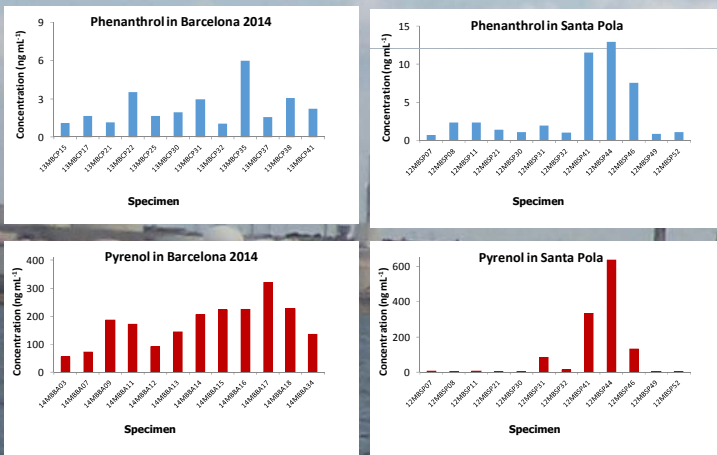 Phenanthrol in Barcelona 2014
Concentration (ng mL-1)
9
6
3
0
13MBCP15
13MBCP17
13MBCP21
13MBCP22
13MBCP25
13MBCP30
13MBCP31
13MBCP32
13MBCP35
13MBCP37
13MBCP38
13MBCP41
Specimen
Phenanthrol in Santa Pola
Concentration (ng mL-1)
15
10
5
0
12MBSP07
12MBSP08
12MBSP11
12MBSP21
12MBSP30
12MBSP31
12MBSP32
12MBSP41
12MBSP44
12MBSP46
12MBSP49
12MBSP52
Specimen
Pyrenol in Barcelona 2014
Concentration (ng mL-1)
400
300
200
100
0
14MBBA03
14MBBA07
14MBBA09
14MBBA11
14MBBA12
14MBBA13
14MBBA14
14MBBA15
14MBBA16
14MBBA17
14MBBA18
14MBBA34
Specimen
Pyrenol in Santa Pola
Concentration (ng mL-1)
600
400
200
0
12MBSP07
12MBSP08
12MBSP11
12MBSP21
12MBSP30
12MBSP31
12MBSP32
12MBSP41
12MBSP44
12MBSP46
12MBSP49
12MBSP52
Specimen